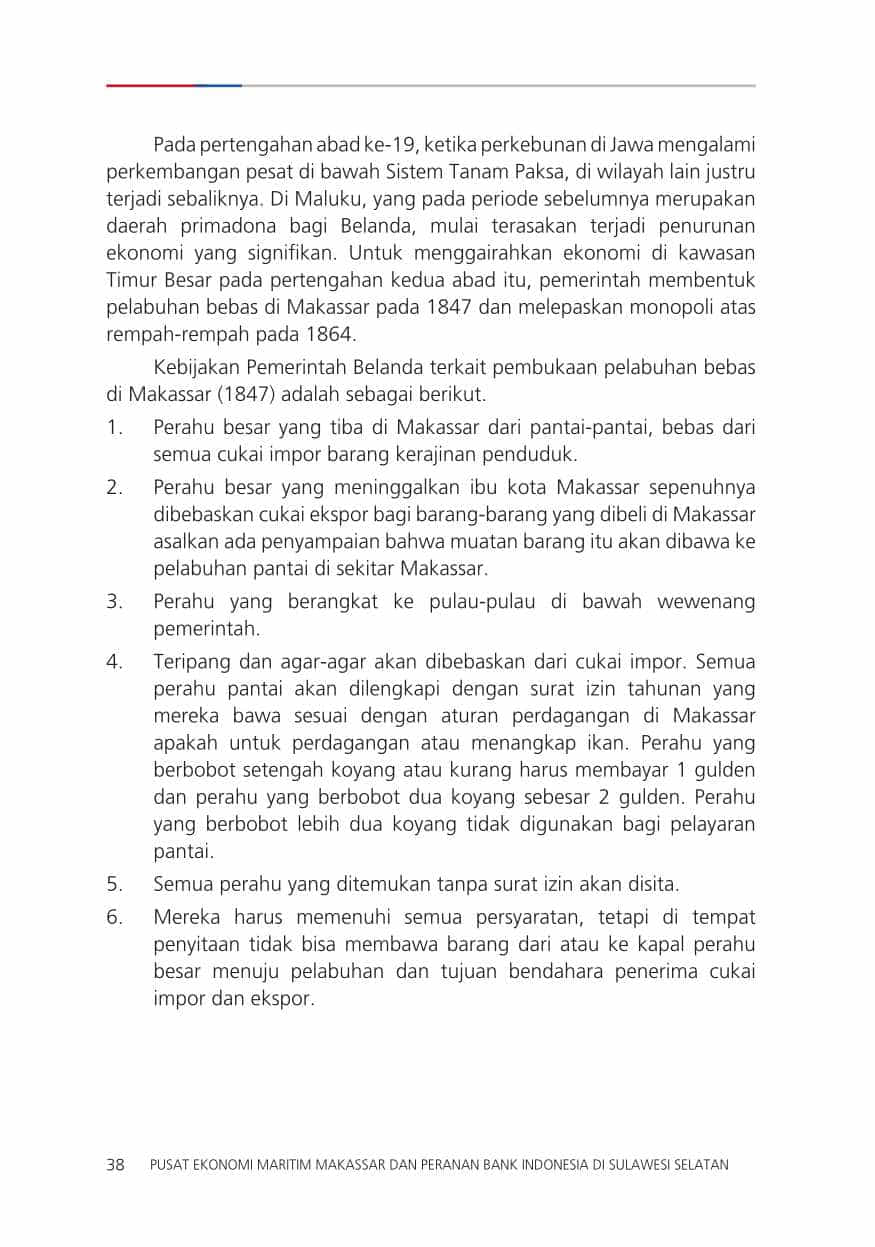 Pada pertengahan abad ke-19, ketika perkebunan di Jawa mengalami
perkembangan pesat di bawah Sistem Tanam Paksa, di wilayah lain justru
terjadi sebaliknya. Di Maluku, yang pada periode sebelumnya merupakan
daerah primadona bagi Belanda, mulai terasakan terjadi penurunan
ekonomi yang signifikan. Untuk menggairahkan ekonomi di kawasan
Timur Besar pada pertengahan kedua abad itu, pemerintah membentuk
pelabuhan bebas di Makassar pada 1847 dan melepaskan monopoli atas
rempah-rempah pada 1864.
Kebijakan Pemerintah Belanda terkait pembukaan pelabuhan bebas
di Makassar (1847) adalah sebagai berikut.
1. Perahu besar yang tiba di Makassar dari pantai-pantai, bebas dari
semua cukai impor barang kerajinan penduduk.
2. Perahu besar yang meninggalkan ibu kota Makassar sepenuhnya
dibebaskan cukai ekspor bagi barang-barang yang dibeli di Makassar
asalkan ada penyampaian bahwa muatan barang itu akan dibawa ke
pelabuhan pantai di sekitar Makassar.
3. Perahu yang berangkat ke pulau-pulau di bawah wewenang
pemerintah.
4. Teripang dan agar-agar akan dibebaskan dari cukai impor. Semua
perahu pantai akan dilengkapi dengan surat izin tahunan yang
mereka bawa sesuai dengan aturan perdagangan di Makassar
apakah untuk perdagangan atau menangkap ikan. Perahu yang
berbobot setengah koyang atau kurang harus membayar 1 gulden
dan perahu yang berbobot dua koyang sebesar 2 gulden. Perahu
yang berbobot lebih dua koyang tidak digunakan bagi pelayaran
pantai.
5. Semua perahu yang ditemukan tanpa surat izin akan disita.
6. Mereka harus memenuhi semua persyaratan, tetapi di tempat
penyitaan tidak bisa membawa barang dari atau ke kapal perahu
besar menuju pelabuhan dan tujuan bendahara penerima cukai
impor dan ekspor.
38 PUSAT EKONOMI MARITIM MAKASSAR DAN PERANAN BANK INDONESIA DI SULAWESI SELATAN